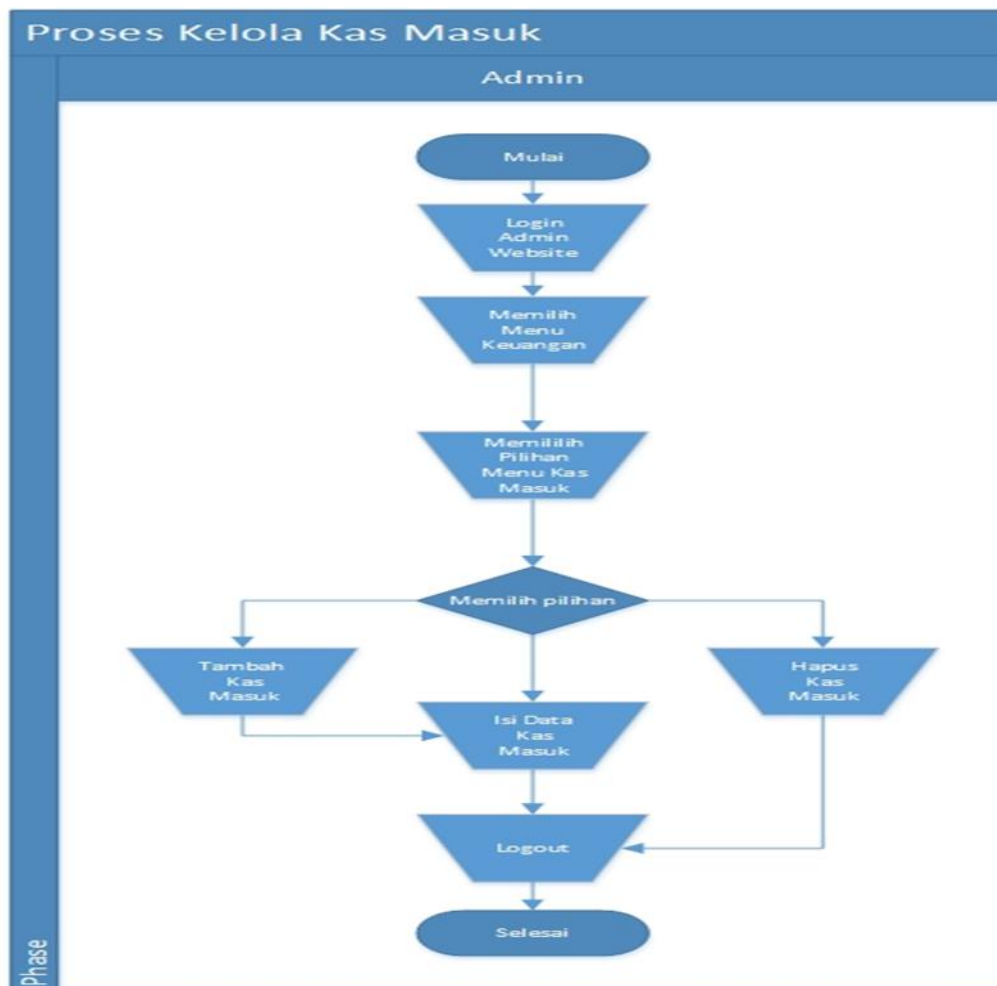 Proses Kelola Kas Masuk
Admin
Mulai
Login
Admin
Website
Memilih
Menu
Keuangan
Memililih
Pilihan
Menu Kas
Masuk
Memilih pilihan
Tambah
Kas
Masuk
Hapus
Kas
Masuk
Isi Data
Kas
Masuk
Logout
Selesai
Phase